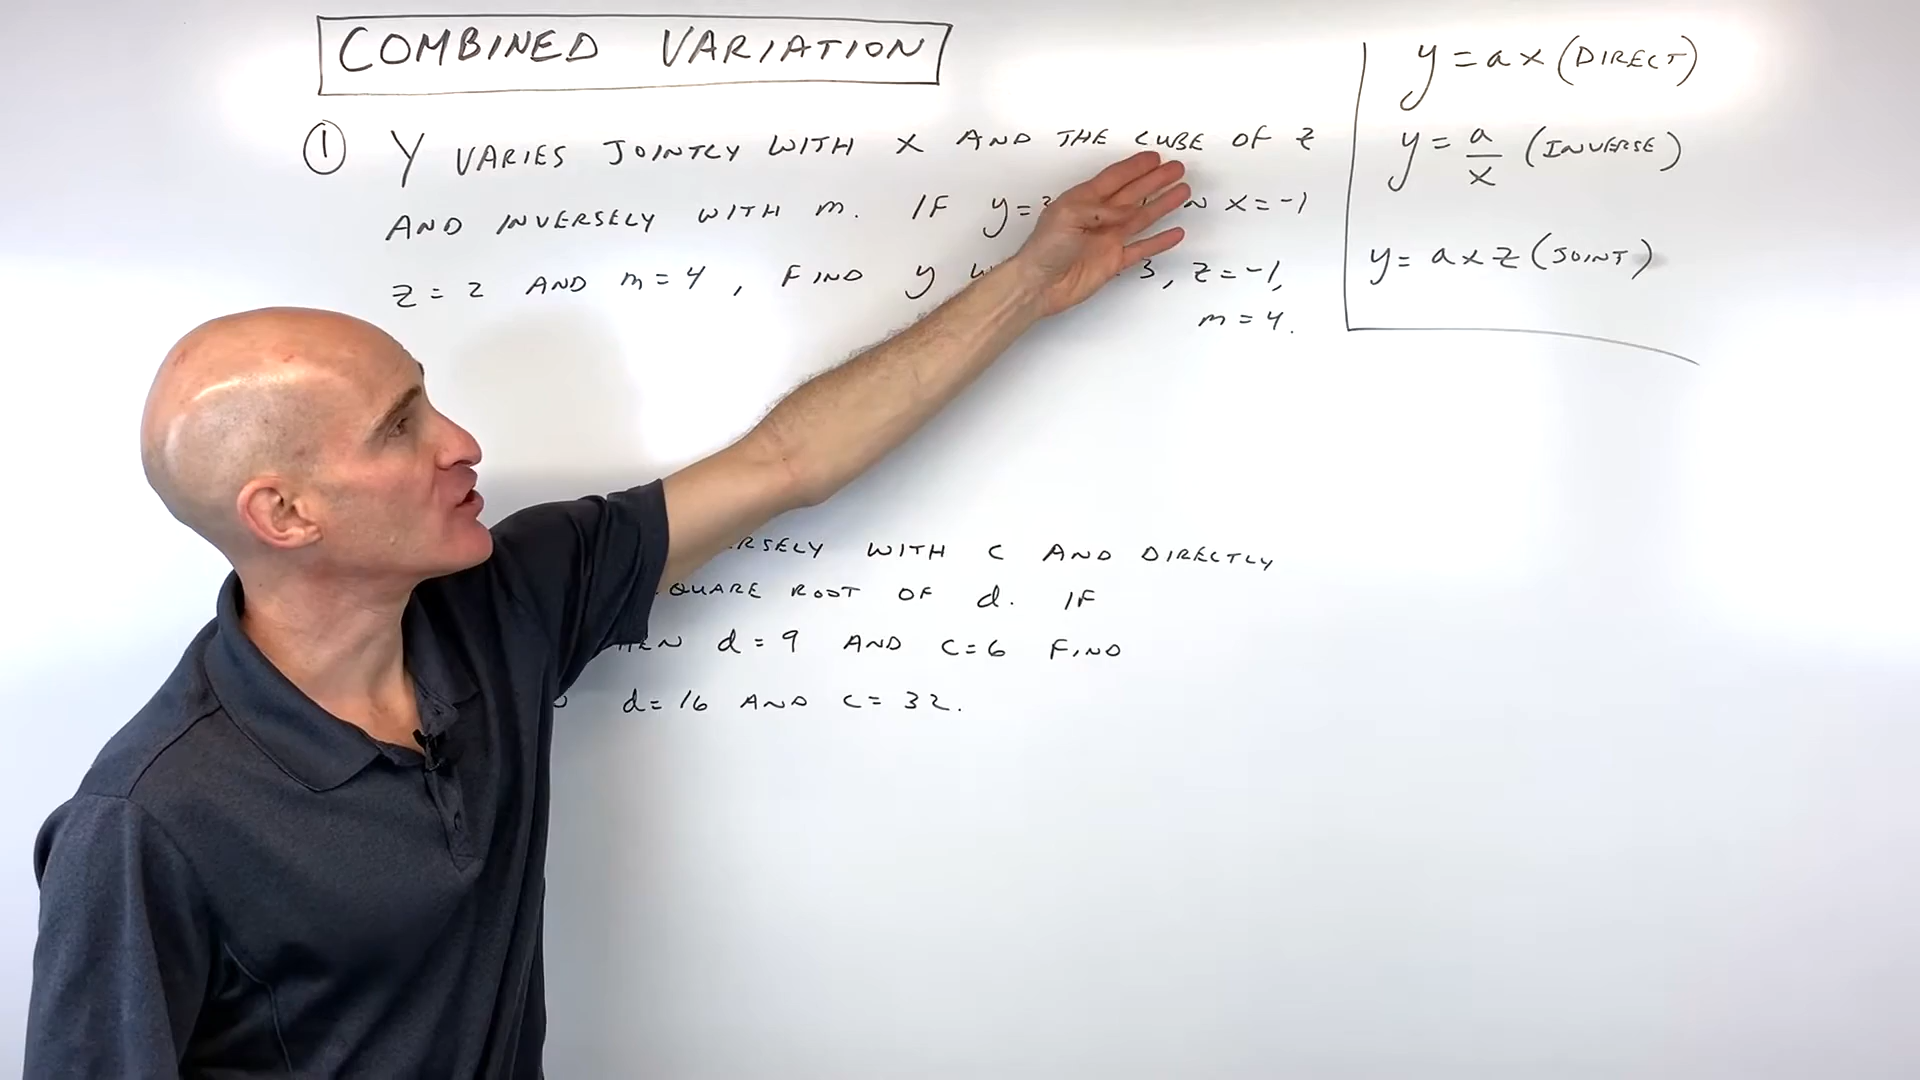 COMBINED VARIATION
① Y VARIES JOINTLY WITH X AND THE CUBE OF Z
AND INVERSELY WITH m. IF y= x=-1
z=2 AND m=4, FIND y 3, z=-1,
m=4.
WITH C AND DIRECTLY
ROOT OF d. IF
d=9 AND C=6 FIND
d=16 AND C=32.
y=ax (DIRECT)
y=a/x (INVERSE)
y=axz (JOINT)